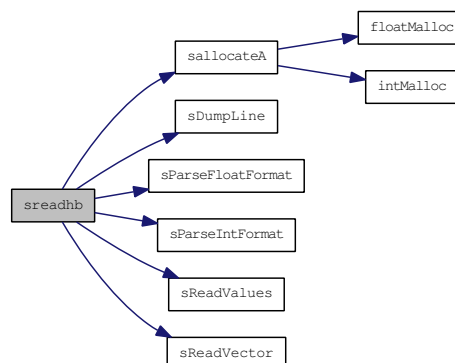 floatMalloc
sallocateA
intMalloc
sDumpLine
sParseFloatFormat
sreadhb
sParseIntFormat
sReadValues
sReadVector